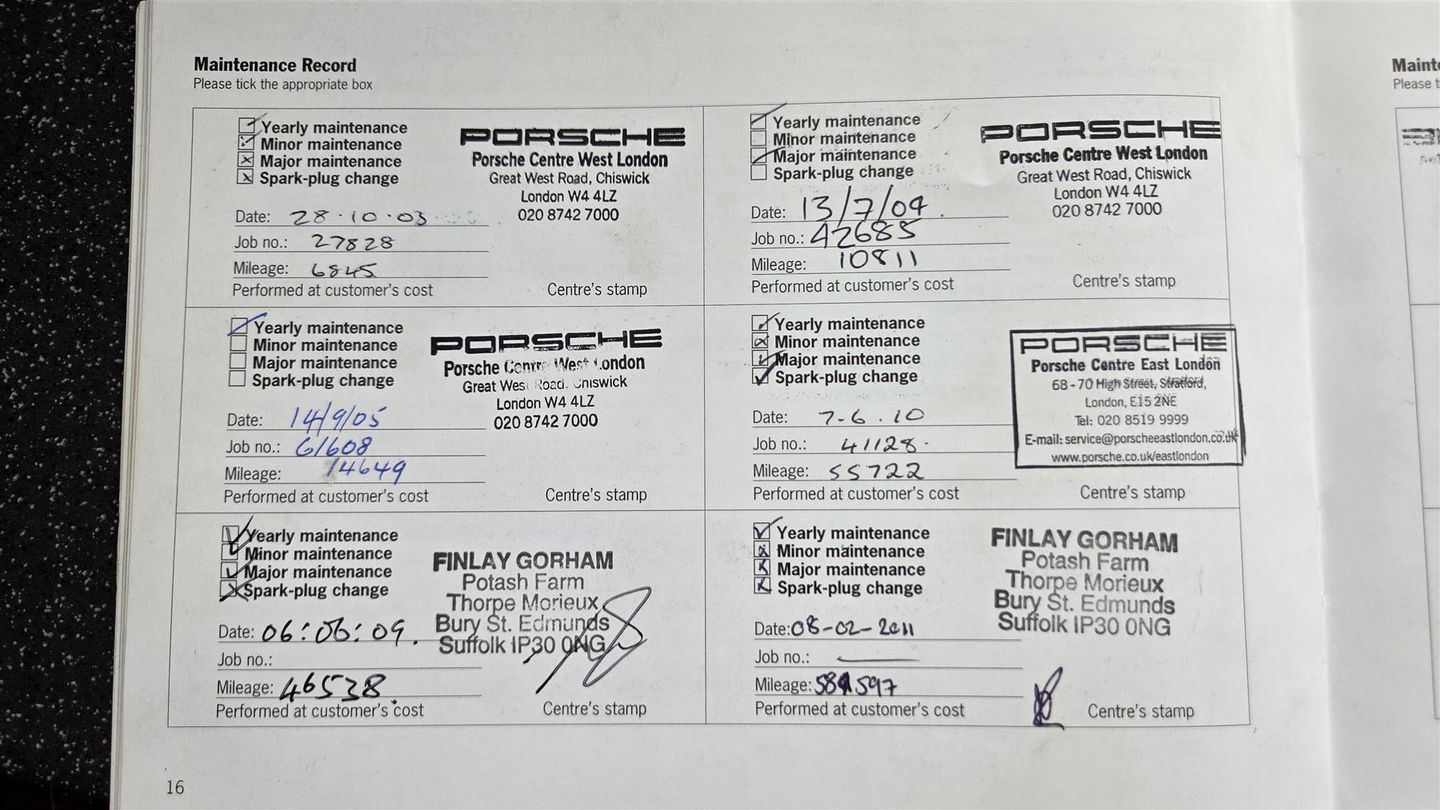 Maintenance Record
Please tick the appropriate box
Yearly maintenance
Minor maintenance
Major maintenance
Spark-plug change
Date: 28·10·03
Job no.: 27828
Mileage: 6845
Performed at customer's cost
PORSCHE
Porsche Centre West London
Great West Road, Chiswick
London W4 4LZ
020 8742 7000
Centre's stamp
Yearly maintenance
Minor maintenance
Major maintenance
Spark-plug change
Date: 13/7/04.
Job no.: 42685
Mileage: 10811
Performed at customer's cost
PORSCHE
Porsche Centre West London
Great West Road, Chiswick
London W4 4LZ
020 8742 7000
Centre's stamp
Yearly maintenance
Minor maintenance
Major maintenance
Spark-plug change
Date: 14/9/05
Job no.: 61608
Mileage: 14649
Performed at customer's cost
PORSCHE
Porsche Centre West London
Great West Road, Chiswick
London W4 4LZ
020 8742 7000
Centre's stamp
Yearly maintenance
Minor maintenance
Major maintenance
Spark-plug change
Date: 7-6.10
Job no.: 41128.
Mileage: 55722
Performed at customer's cost
PORSCHE
Porsche Centre East London
68-70 High Street, Stratford,
London, E15 2NE
Tel: 020 8519 9999
E-mail: service@porscheeastlondon.co.uk
www.porsche.co.uk/eastlondon
Centre's stamp
Yearly maintenance
Minor maintenance
Major maintenance
Spark-plug change
Date: 06:06:09.
Job no.:
Mileage: 46538.
Performed at customer's cost
FINLAY GORHAM
Potash Farm
Thorpe Morieux
Bury St. Edmunds
Suffolk IP30 0NG
Centre's stamp
Yearly maintenance
Minor maintenance
Major maintenance
Spark-plug change
Date: 08-02-2011
Job no.:
Mileage:
Performed at customer's cost
FINLAY GORHAM
Potash Farm
Thorpe Morieux
Bury St. Edmunds
Suffolk IP30 0NG
Centre's stamp
16